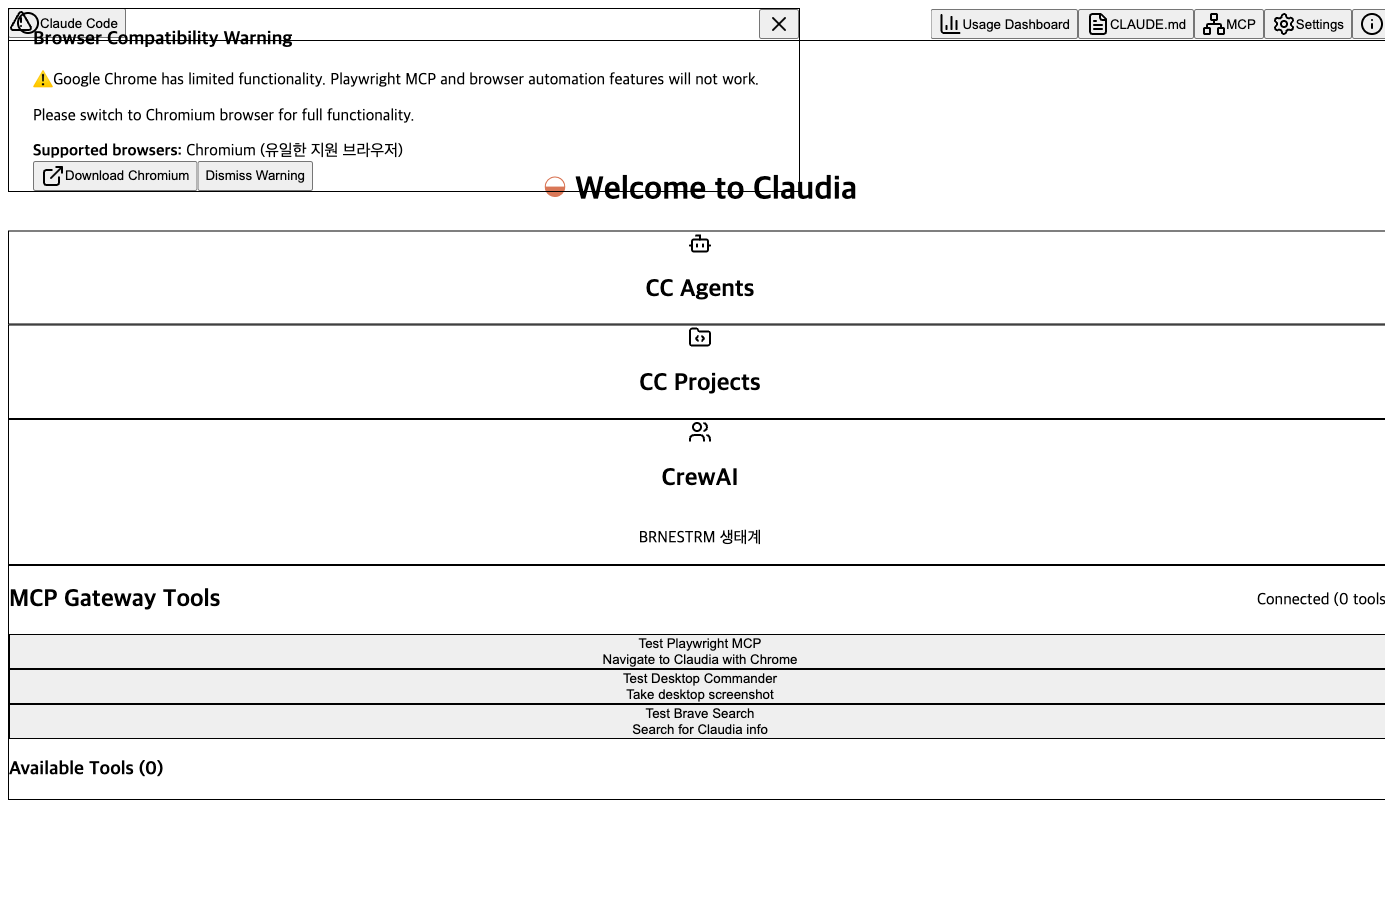 Claude Code
Usage Dashboard
CLAUDE.md
MCP
Settings
Browser Compatibility Warning
⚠️Google Chrome has limited functionality. Playwright MCP and browser automation features will not work.
Please switch to Chromium browser for full functionality.
Supported browsers: Chromium (유일한 지원 브라우저)
Download Chromium
Dismiss Warning
Welcome to Claudia
CC Agents
CC Projects
CrewAI
BRNESTRM 생태계
MCP Gateway Tools
Connected (0 tools
Test Playwright MCP
Navigate to Claudia with Chrome
Test Desktop Commander
Take desktop screenshot
Test Brave Search
Search for Claudia info
Available Tools (0)